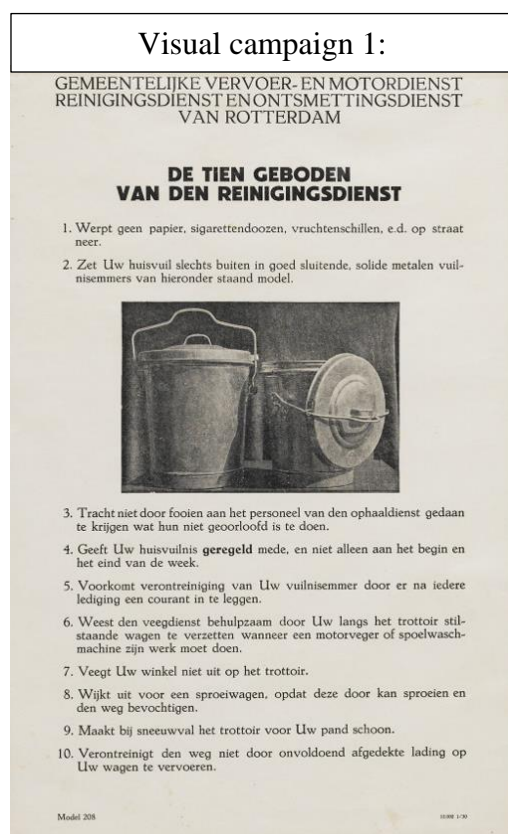 Visual campaign 1:
GEMEENTELIJKE VERVOER- EN MOTORDIENST
REINIGINGSDIENST EN ONTSMETTINGSDIENST
VAN ROTTERDAM
DE TIEN GEBODEN
VAN DEN REINIGINGSDIENST
1. Werpt geen papier, sigarettendoozen, vruchtenschillen, e.d. op straat
neer.
2. Zet Uw huisvuil slechts buiten in goed sluitende, solide metalen vuil-
nisemmers van hieronder staand model.
3. Tracht niet door fooien aan het personeel van den ophaaldienst gedaan
te krijgen wat hun niet geoorloofd is te doen.
4. Geeft Uw huisvuilnis geregeld mede, en niet alleen aan het begin en
het eind van de week.
5. Voorkomt verontreiniging van Uw vuilnisemmer door er na iedere
lediging een courant in te leggen.
6. Weest den veegdienst behulpzaam door Uw langs het trottoir stil-
staande wagen te verzetten wanneer een motorveger of spoelwasch-
machine zijn werk moet doen.
7. Veegt Uw winkel niet uit op het trottoir.
8. Wijkt uit voor een sproeiwagen, opdat deze door kan sproeien en
den weg bevochtigen.
9. Maakt bij sneeuwval het trottoir voor Uw pand schoon.
10. Verontreinigt den weg niet door onvoldoend afgedekte lading op
Uw wagen te vervoeren.
Model 208